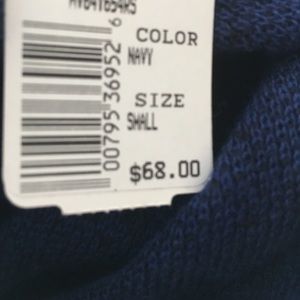 COLOR
NAVY
SIZE
SMALL
$68.00
00795 36952 6